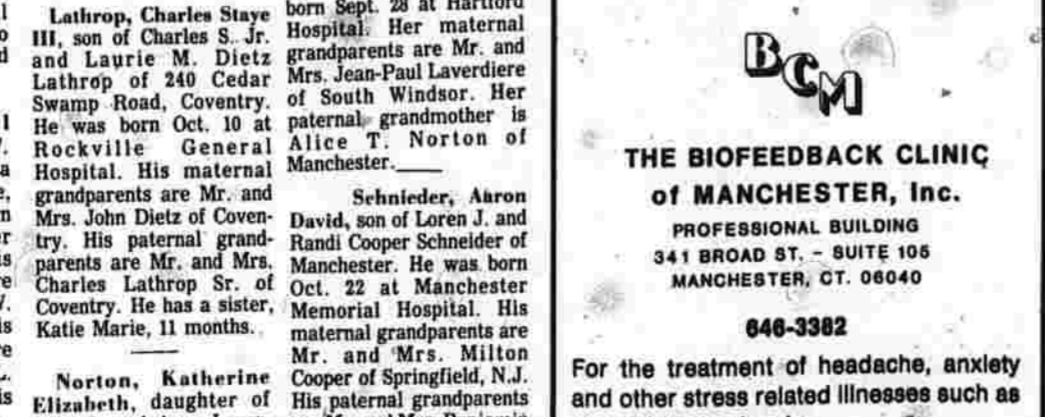 Lathrop, Charles Staye
III, son of Charles S. Jr.
and Laurie M. Dietz
Lathrop of 240 Cedar
Swamp Road, Coventry.
He was born Oct. 10 at
Rockville General
Hospital. His maternal
grandparents are Mr. and
Mrs. John Dietz of Coven-
try. His paternal grand-
parents are Mr. and Mrs.
Charles Lathrop Sr. of
Coventry. He has a sister,
Katie Marie, 11 months.
Norton, Katherine
Elizabeth, daughter of
born Sept. 28 at Hartford
Hospital. Her maternal
grandparents are Mr. and
Mrs. Jean-Paul Laverdiere
of South Windsor. Her
paternal grandmother is
Alice T. Norton of
Manchester.
Schnieder, Aaron
David, son of Loren J. and
Randi Cooper Schneider of
Manchester. He was born
Oct. 22 at Manchester
Memorial Hospital. His
maternal grandparents are
Mr. and Mrs. Milton
Cooper of Springfield, N.J.
His paternal grandparents
BCM
THE BIOFEEDBACK CLINIC
of MANCHESTER, Inc.
PROFESSIONAL BUILDING
341 BROAD ST. - SUITE 105
MANCHESTER, CT. 06040
646-3382
For the treatment of headache, anxiety
and other stress related illnesses such as